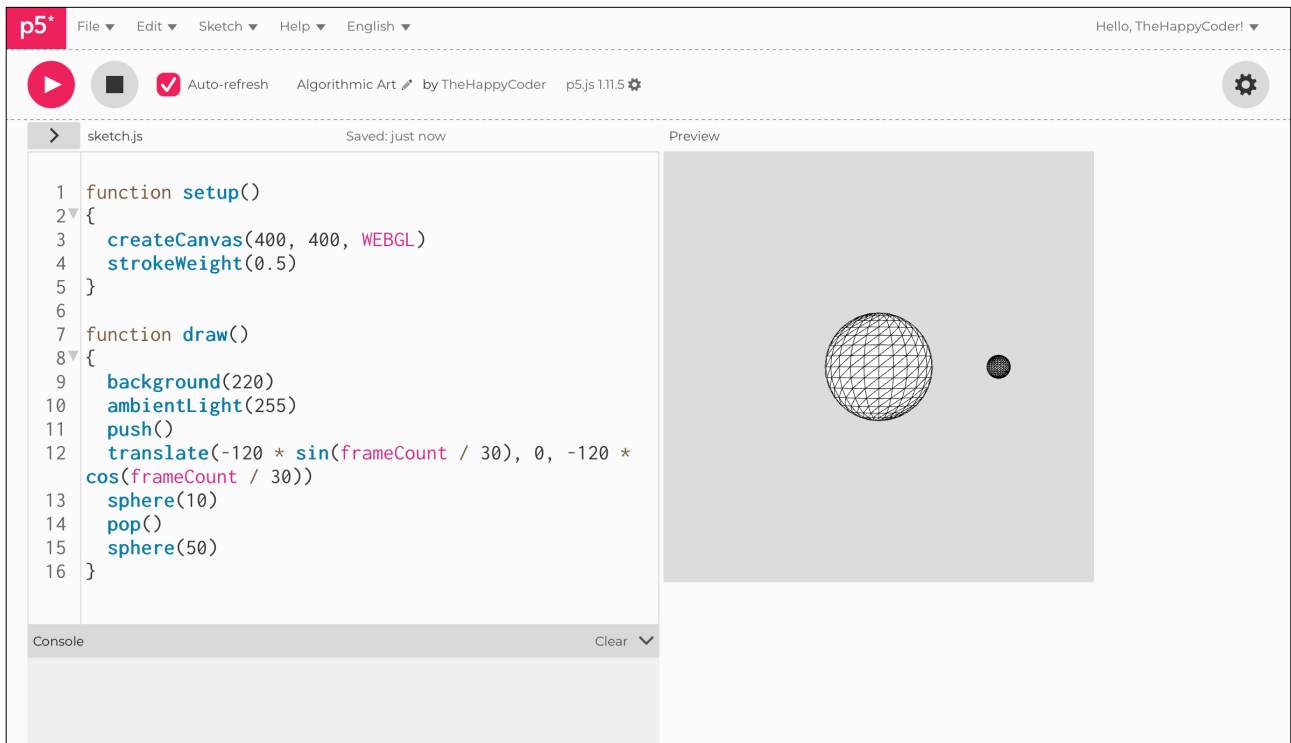 p5* File Edit Sketch Help English Hello, TheHappyCoder!
Auto-refresh Algorithmic Art by TheHappyCoder p5.js 1.11.5
sketch.js Saved: just now Preview
1 function setup()
2 {
3   createCanvas(400, 400, WEBGL)
4   strokeWeight(0.5)
5 }
6
7 function draw()
8 {
9   background(220)
10   ambientLight(255)
11   push()
12   translate(-120 * sin(frameCount / 30), 0, -120 *
cos(frameCount / 30))
13   sphere(10)
14   pop()
15   sphere(50)
16 }
Console Clear